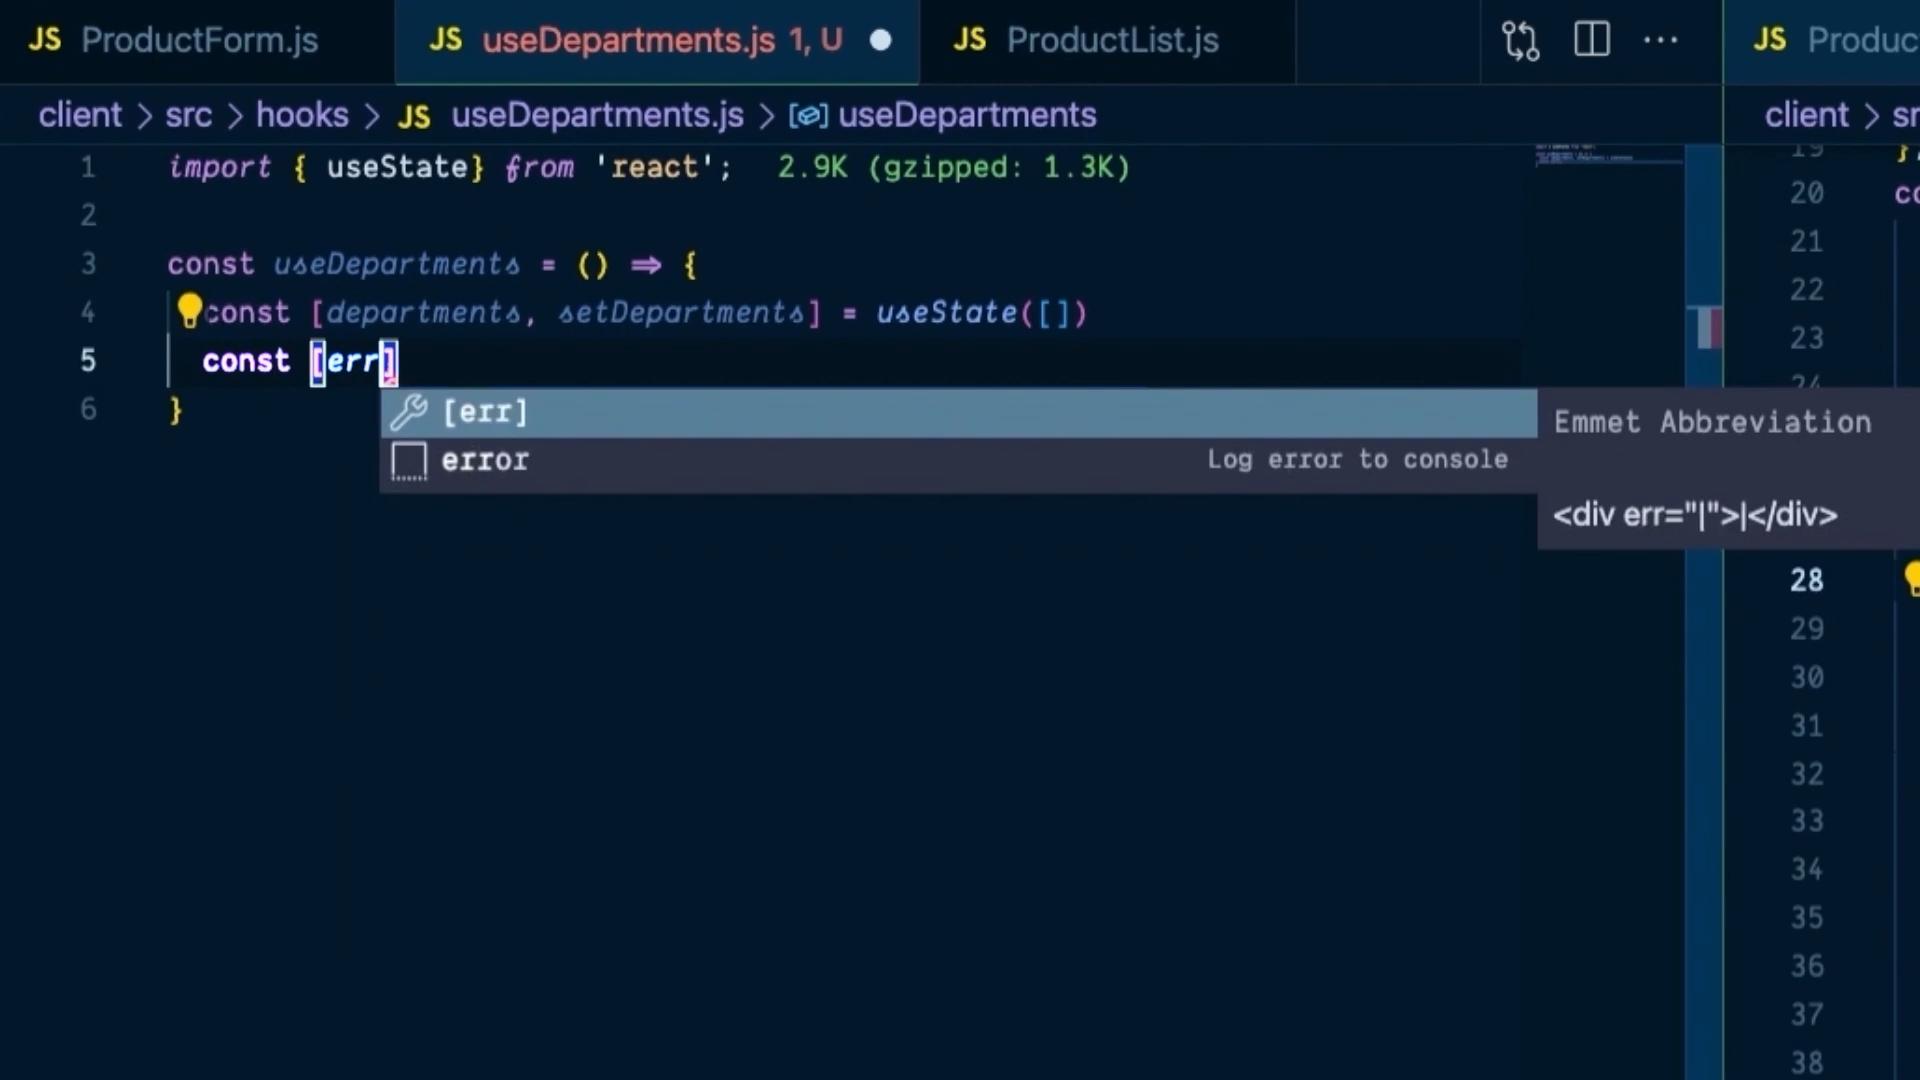 JS ProductForm.js
JS useDepartments.js 1, U
JS ProductList.js
JS Produc
client > src > hooks > JS useDepartments.js > useDepartments
client > sr
1 import { useState} from 'react'; 2.9K (gzipped: 1.3K)
2
3 const useDepartments = () => {
4 const [departments, setDepartments] = useState([])
5 const [err]
6 }
[err]
error Log error to console
Emmet Abbreviation
<div err="|">|</div>
19 }
20 co
21
22
23
24
28
29
30
31
32
33
34
35
36
37
38